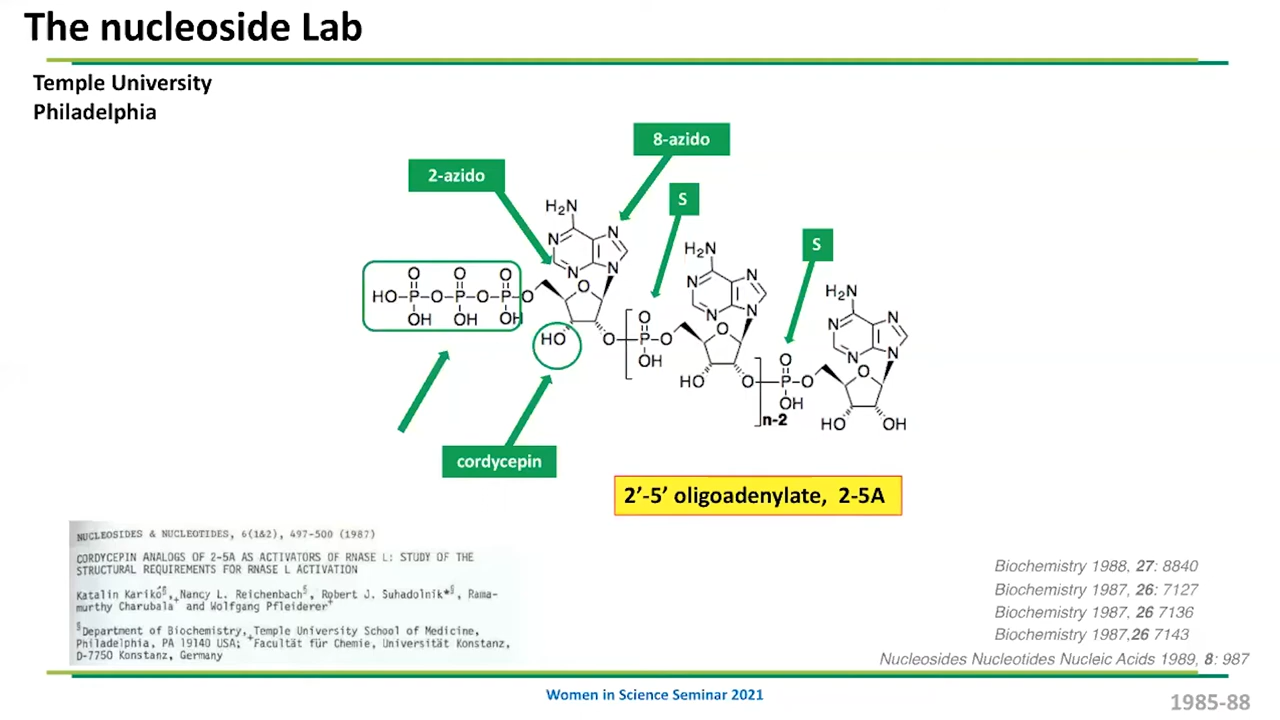 The nucleoside Lab
Temple University
Philadelphia
8-azido
2-azido
S
S
H₂N
N
N
N
N
H₂N
N
N
N
N
H₂N
N
N
N
N
O
O
O
HO-P-O-P-O-P-O
OH
OH
OH
O
HO
O
O
P
O
OH
O
HO
O
O
P
O
OH
n-2
O
HO
OH
cordycepin
2’-5’ oligoadenylate, 2-5A
NUCLEOSIDES & NUCLEOTIDES, 6(1&2), 497-500 (1987)
CORDYCEPIN ANALOGS OF 2-5A AS ACTIVATORS OF RNASE L: STUDY OF THE
STRUCTURAL REQUIREMENTS FOR RNASE L ACTIVATION
Katalin Karikó§, Nancy L. Reichenbach§, Robert J. Suhadolnik*§, Rama-
murthy Charubala⁺ and Wolfgang Pfleiderer⁺
§Department of Biochemistry, Temple University School of Medicine,
Philadelphia, PA 19140 USA; ⁺Facultät für Chemie, Universität Konstanz,
D-7750 Konstanz, Germany
Biochemistry 1988, 27: 8840
Biochemistry 1987, 26: 7127
Biochemistry 1987, 26 7136
Biochemistry 1987,26 7143
Nucleosides Nucleotides Nucleic Acids 1989, 8: 987
Women in Science Seminar 2021
1985-88